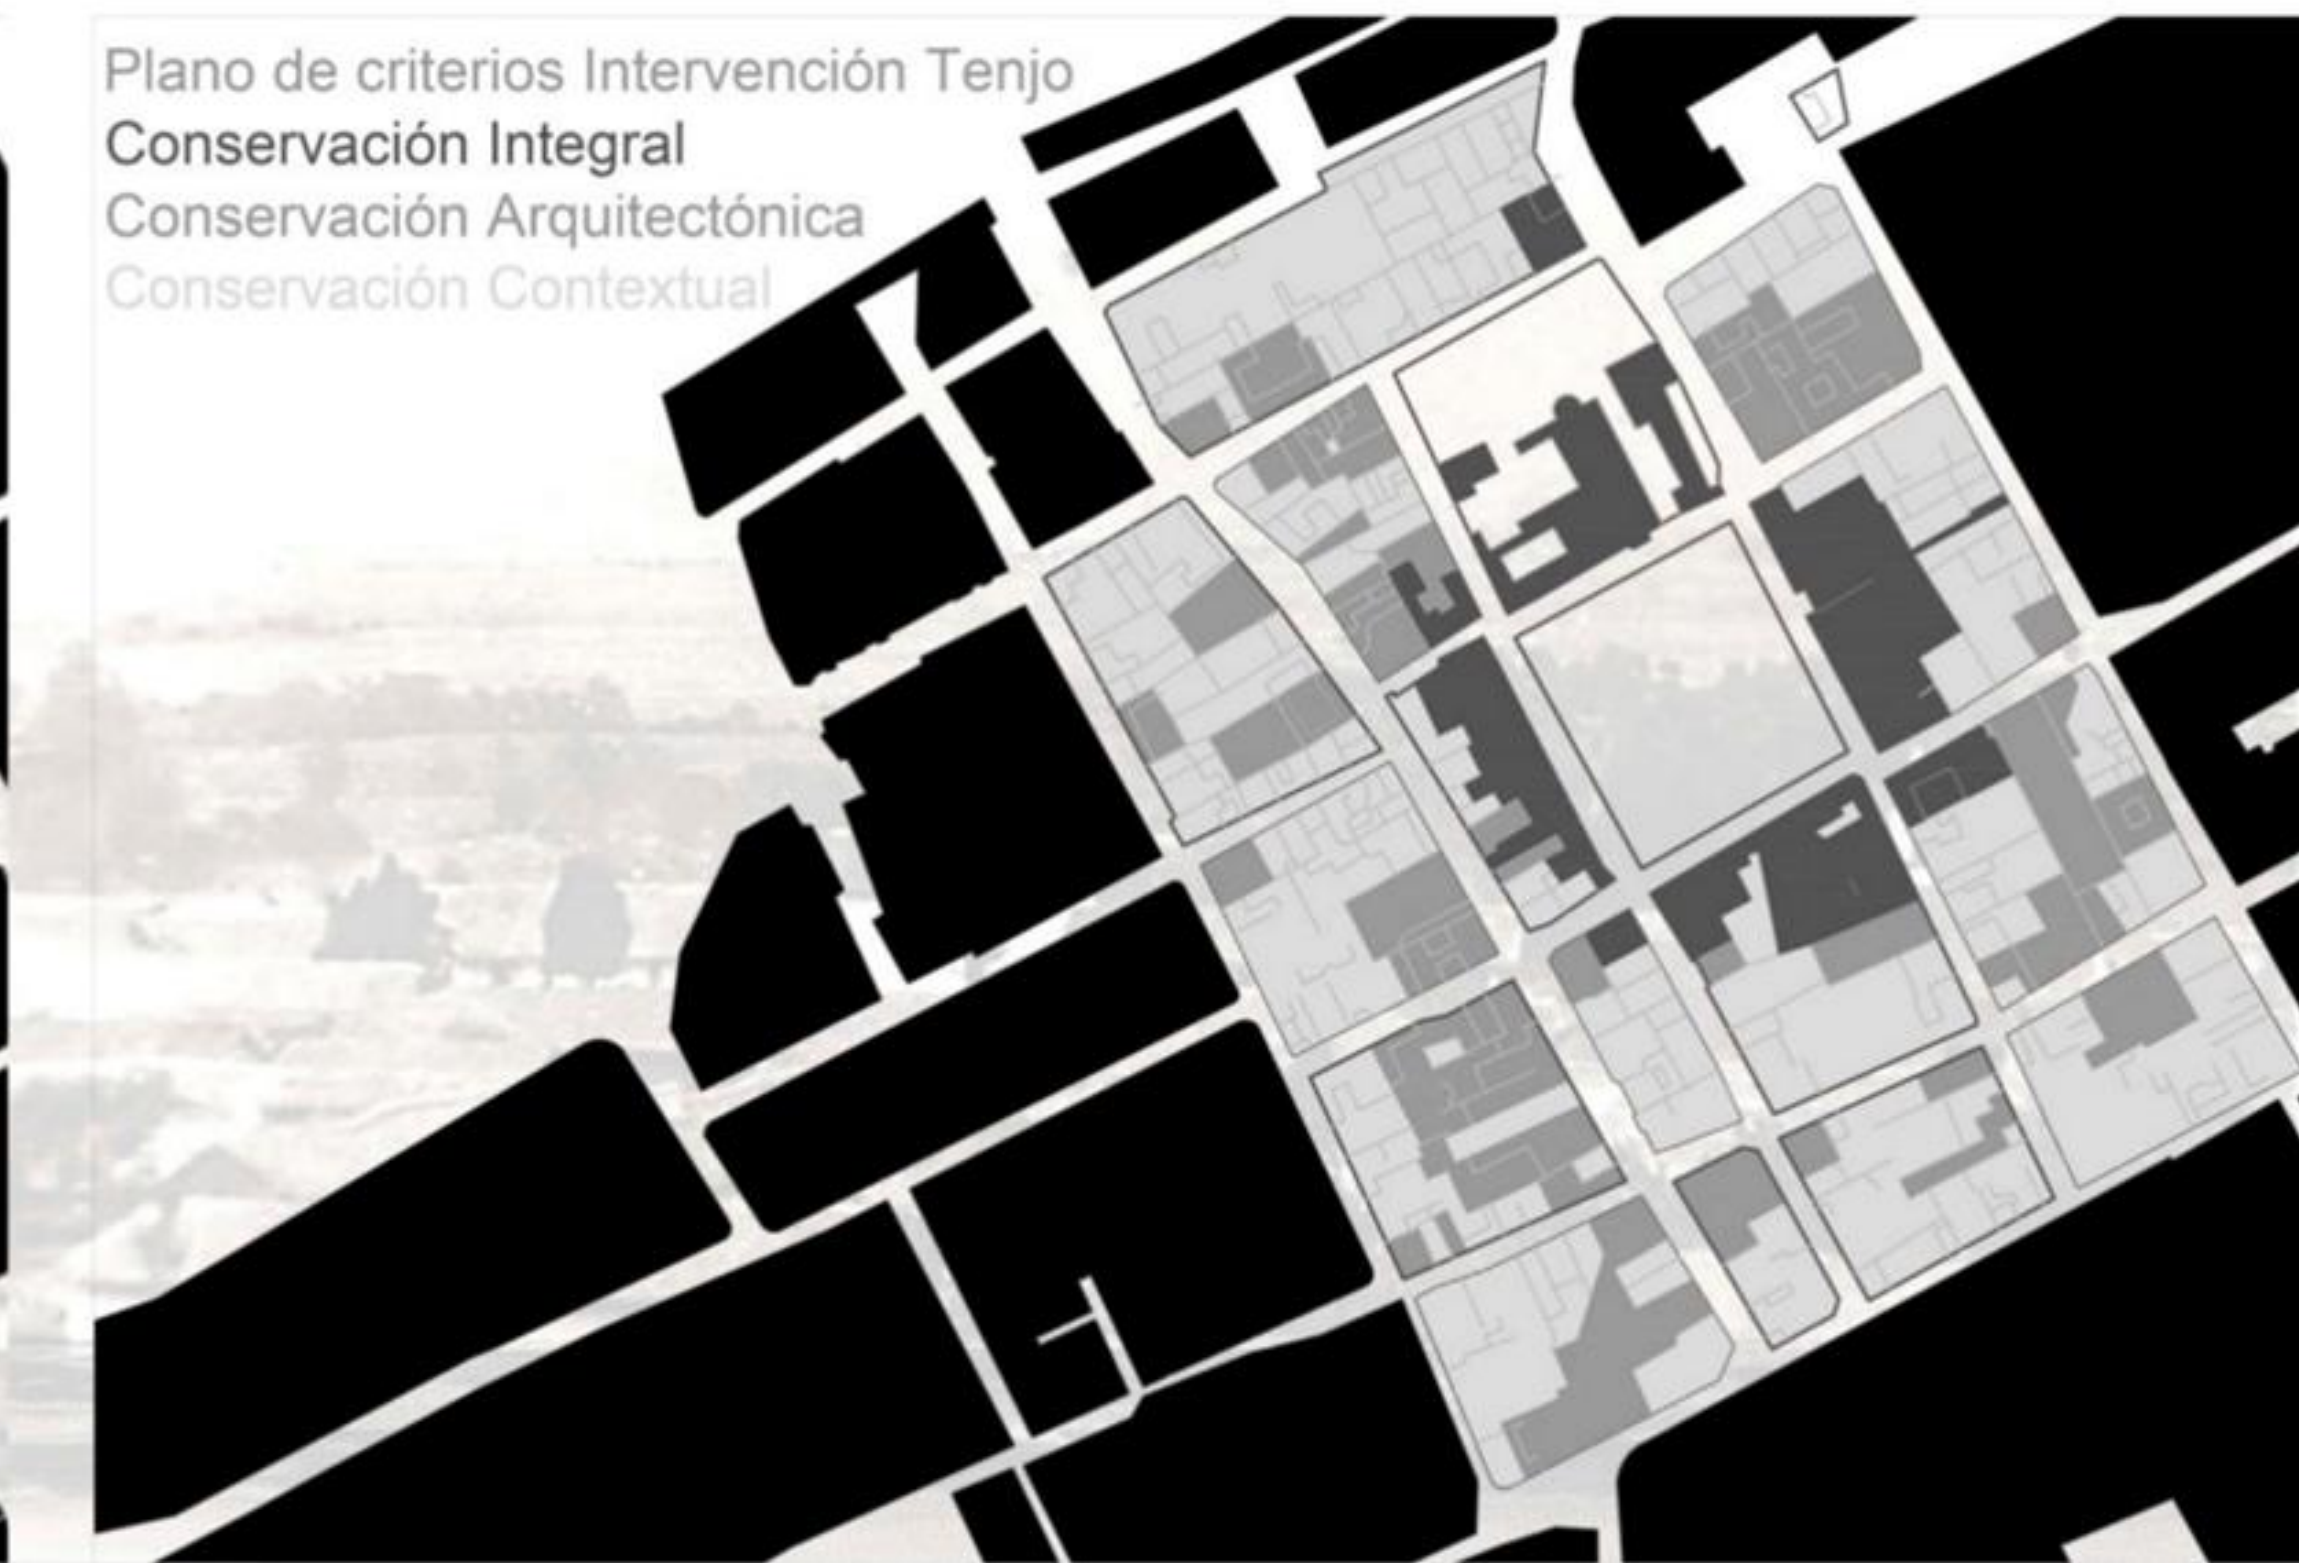 Plano de criterios Intervención Tenjo
Conservación Integral
Conservación Arquitectónica
Conservación Contextual